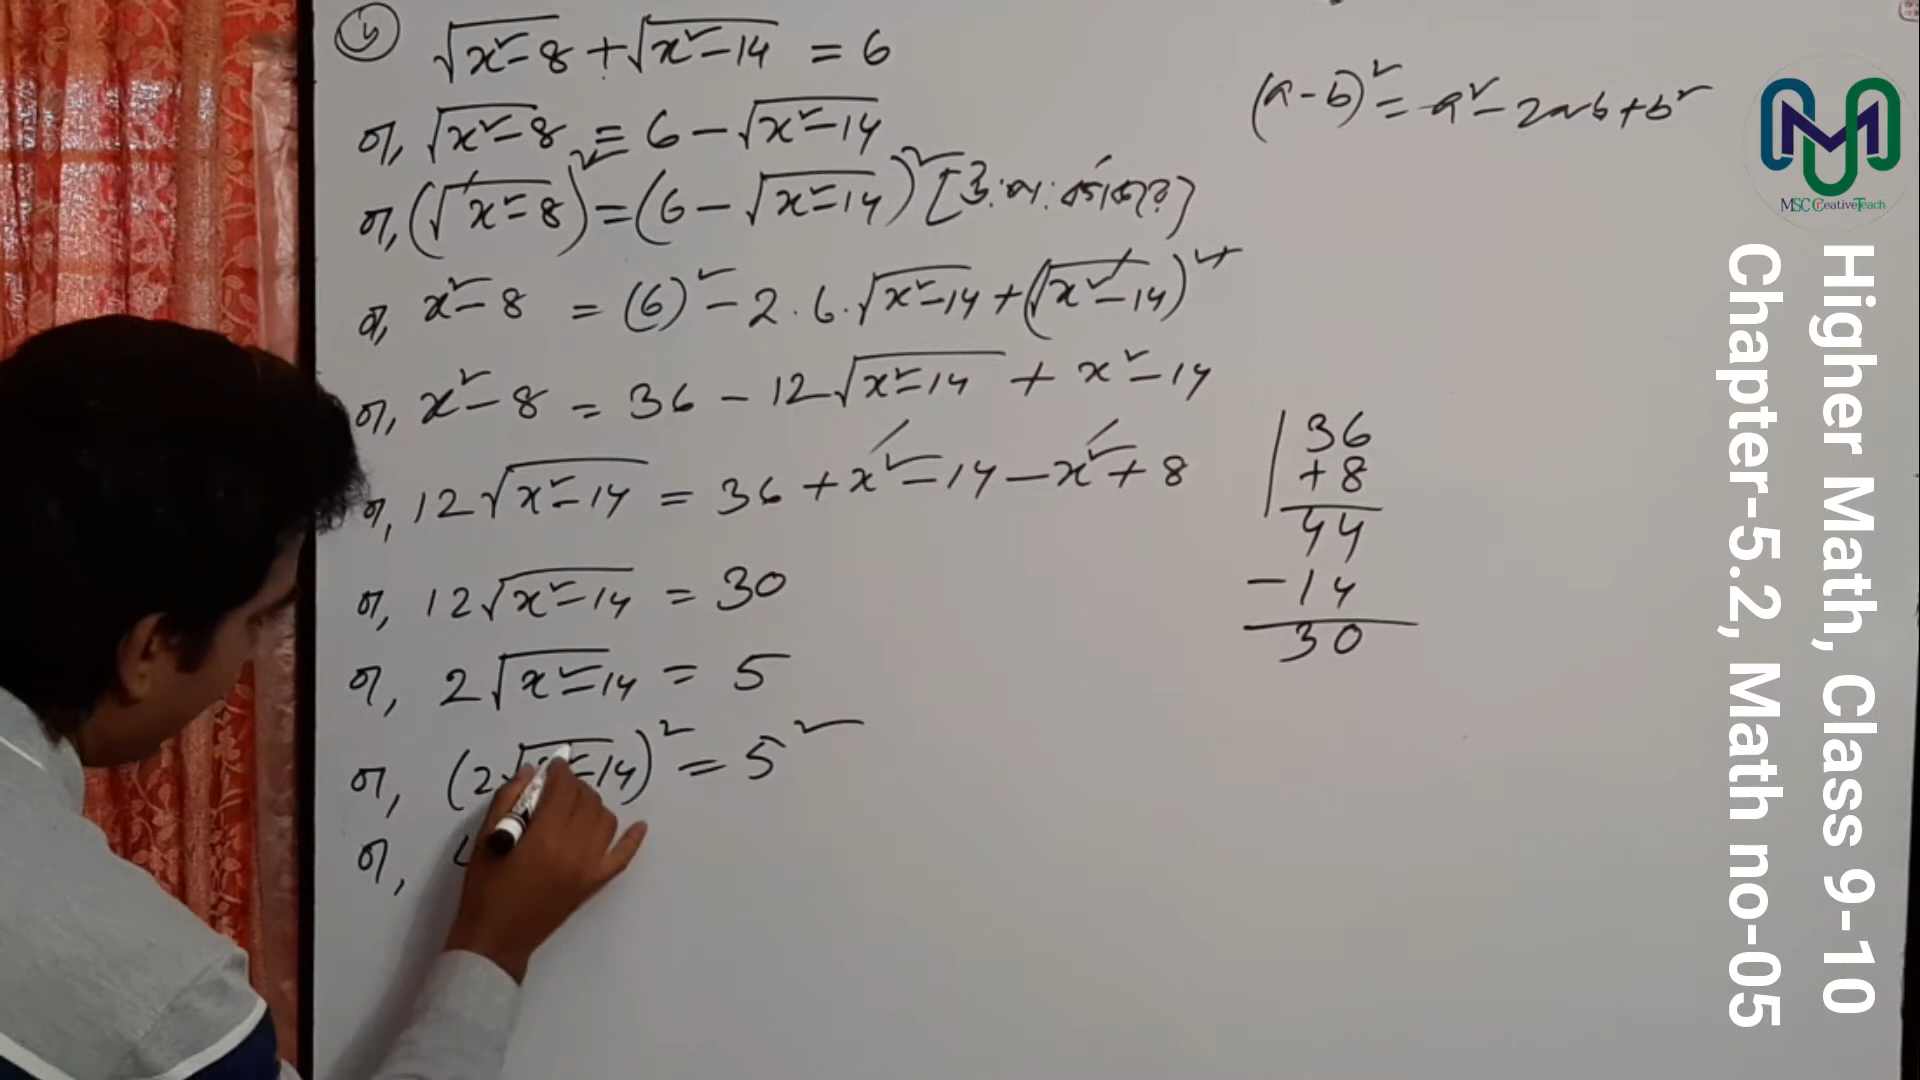 ৫ √x²-8 + √x²-14 = 6
বা, √x²-8 = 6 - √x²-14
বা, (√x²-8)² = (6 - √x²-14)² [উ: প: বর্গ করে]
বা, x²-8 = (6)² - 2·6·√x²-14 + (√x²-14)²
বা, x²-8 = 36 - 12√x²-14 + x²-14
বা, 12√x²-14 = 36 + x²-14 - x²+8
বা, 12√x²-14 = 30
বা, 2√x²-14 = 5
বা, (2√x²-14)² = 5²
বা,
(a-b)² = a²-2ab+b²
36
+8
44
-14
30
MSC CreativeTeach
Higher Math, Class 9-10
Chapter-5.2, Math no-05